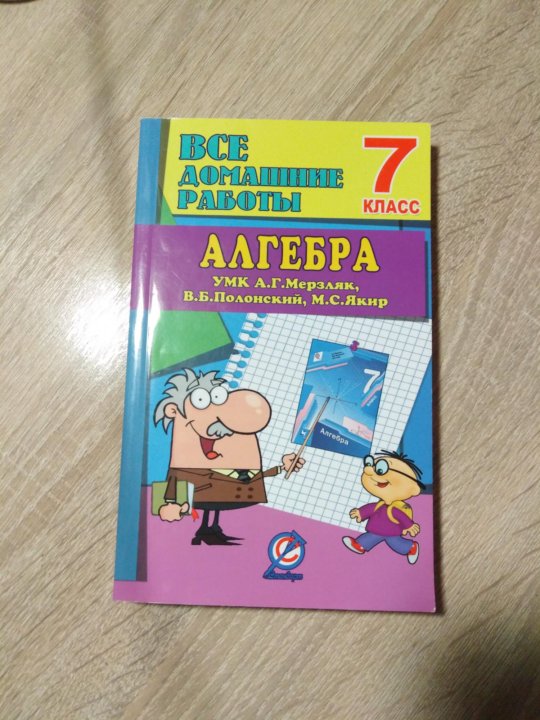 ВСЕ
ДОМАШНИЕ
РАБОТЫ
7
КЛАСС
АЛГЕБРА
УМК А.Г.Мерзляк,
В.Б.Полонский, М.С.Якир
7
Алгебра